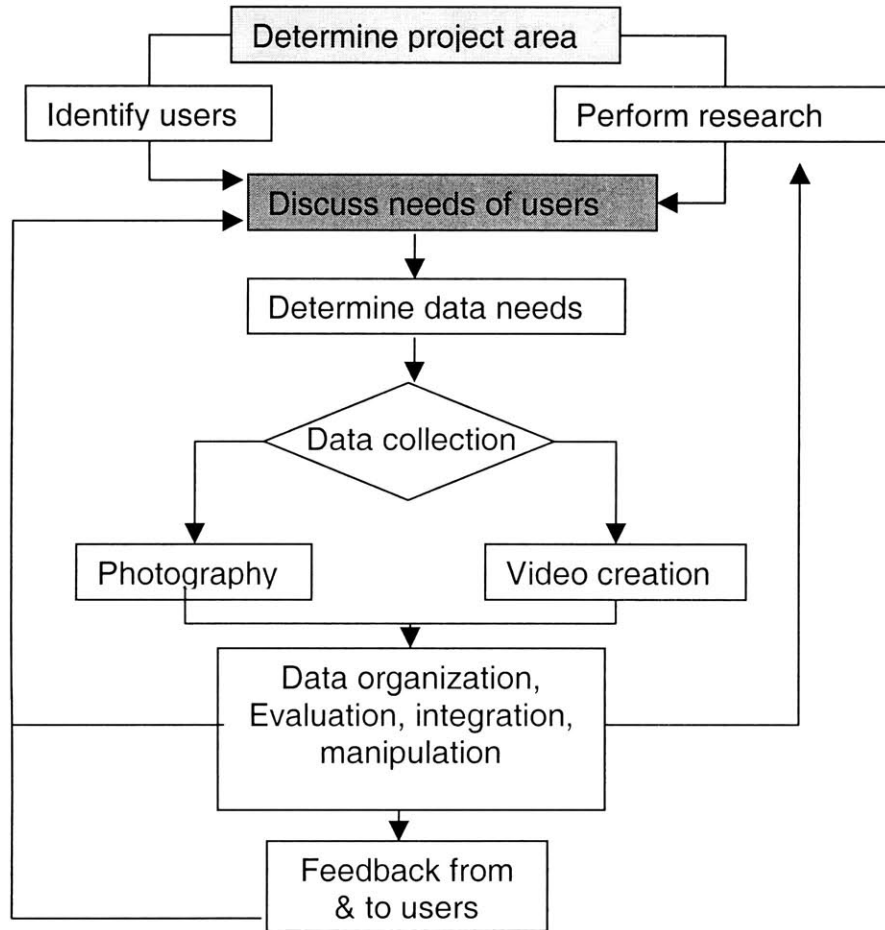 Determine project area
Identify users
Perform research
Discuss needs of users
Determine data needs
Data collection
Photography
Video creation
Data organization,
Evaluation, integration,
manipulation
Feedback from
& to users